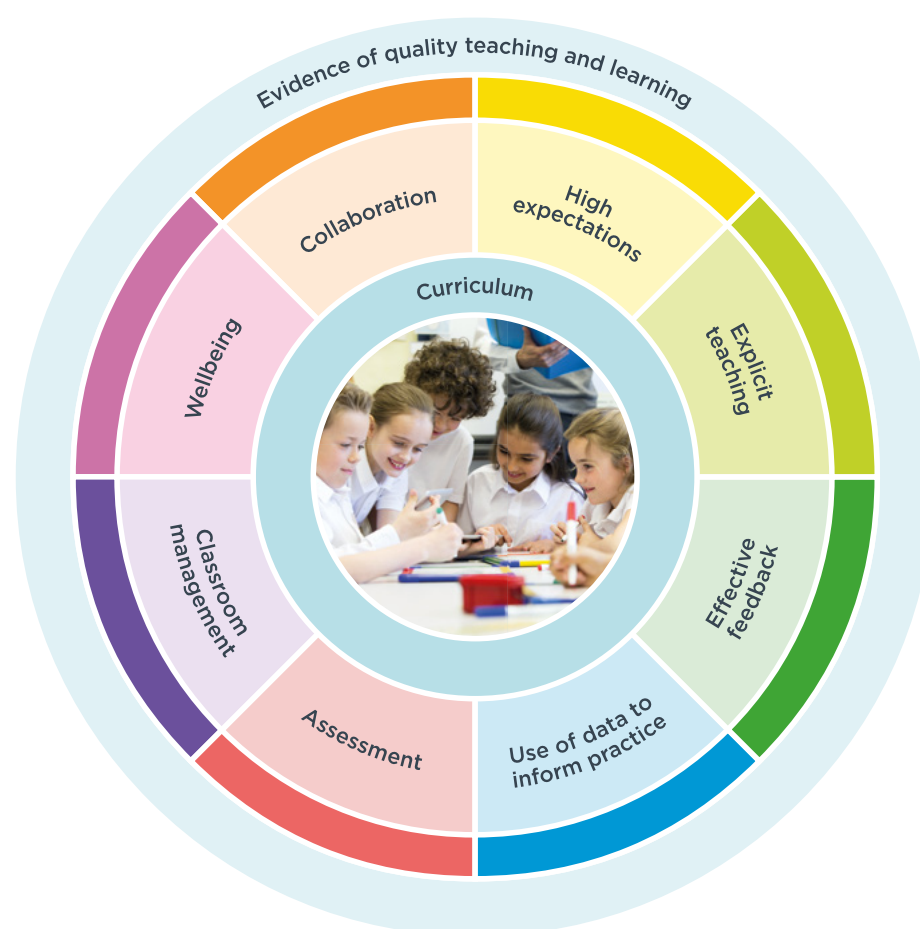 Evidence of quality teaching and learning
High
expectations
Explicit
teaching
Effective
feedback
Use of data to
inform practice
Assessment
Classroom
management
Wellbeing
Collaboration
Curriculum